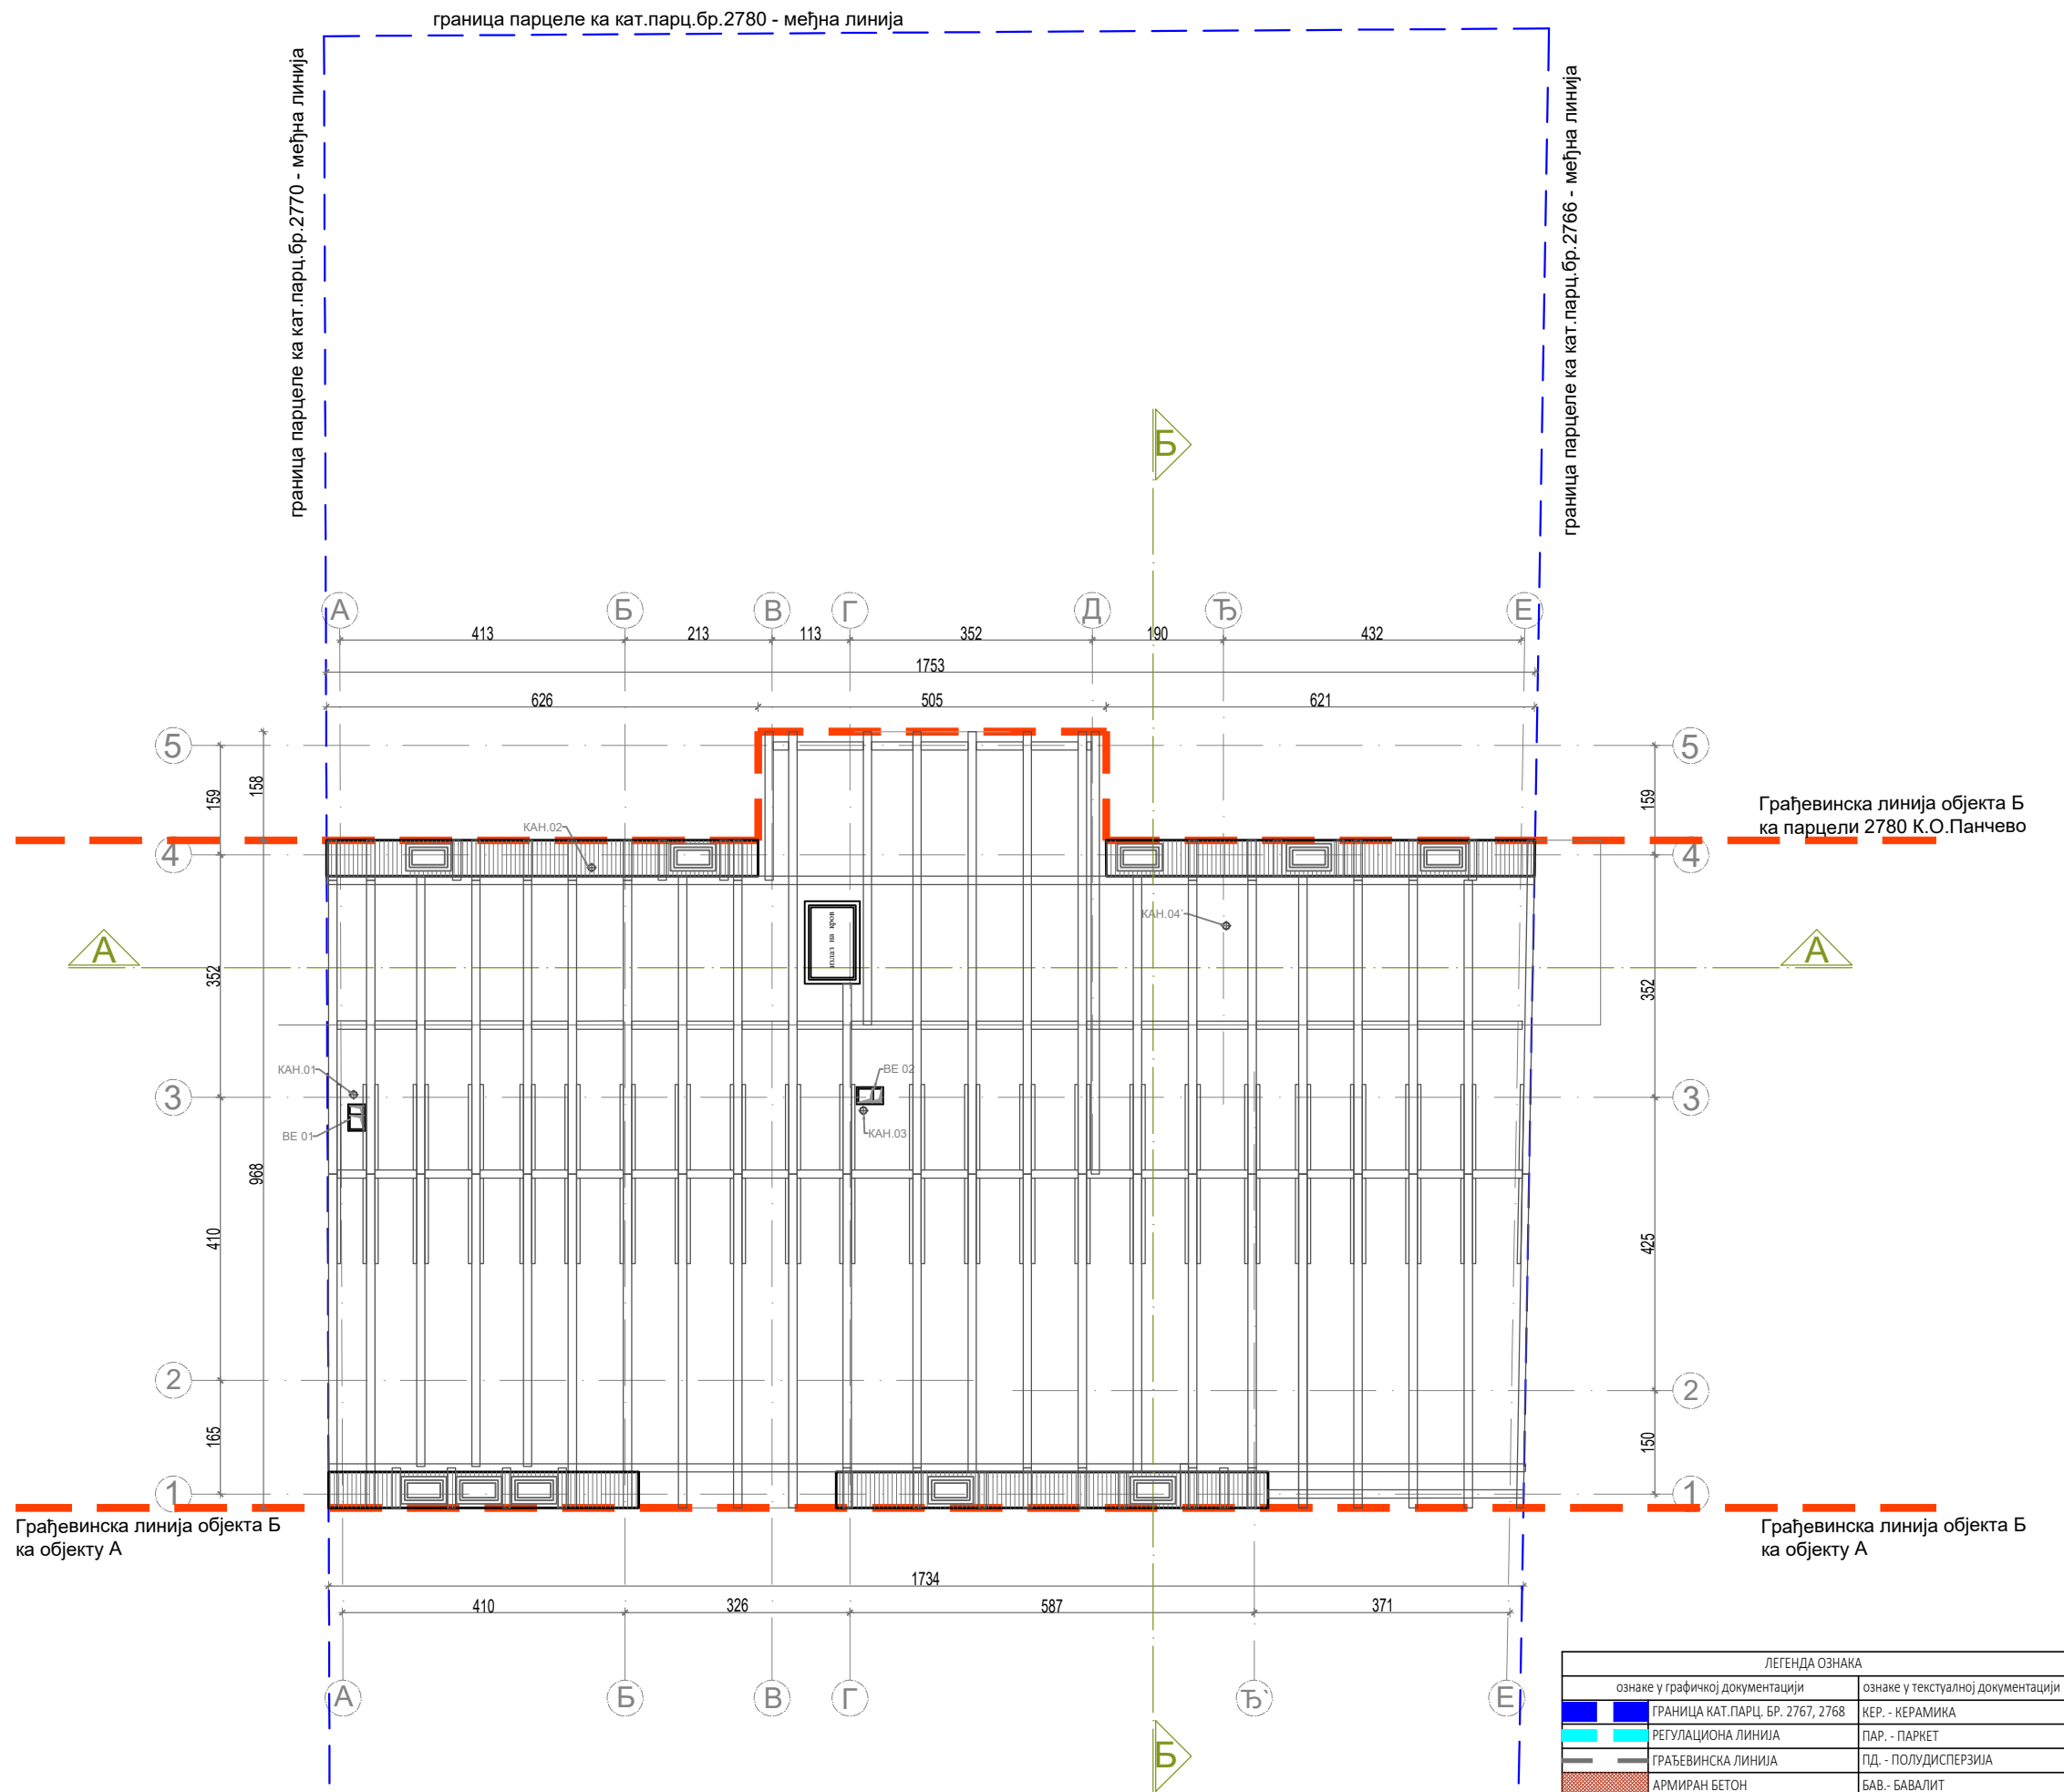 граница парцеле ка кат.парц.бр.2780 - међна линија
граница парцеле ка кат.парц.бр.2770 - међна линија
граница парцеле ка кат.парц.бр.2766 - међна линија
Б
А Б В Г Д Ђ Е
413 213 113 352 190 432
1753
626 505 621
5 5
159 158 159
Грађевинска линија објекта Б
ка парцели 2780 К.О.Панчево
КАН.02
4 4
излаз на кров
КАН.04`
А А
352 352
КАН.01
ВЕ 02
3 3
ВЕ 01
КАН.03
968
410 425
2 2
165 150
1 1
Грађевинска линија објекта Б
ка објекту А
Грађевинска линија објекта Б
ка објекту А
1734
410 326 587 371
А Б В Г Ђ` Е
Б
ЛЕГЕНДА ОЗНАКА
ознаке у графичкој документацији ознаке у текстуалној документацији
ГРАНИЦА КАТ.ПАРЦ. БР. 2767, 2768 КЕР. - КЕРАМИКА
РЕГУЛАЦИОНА ЛИНИЈА ПАР. - ПАРКЕТ
ГРАЂЕВИНСКА ЛИНИЈА ПД. - ПОЛУДИСПЕРЗИЈА
АРМИРАН БЕТОН БАВ.- БАВАЛИТ